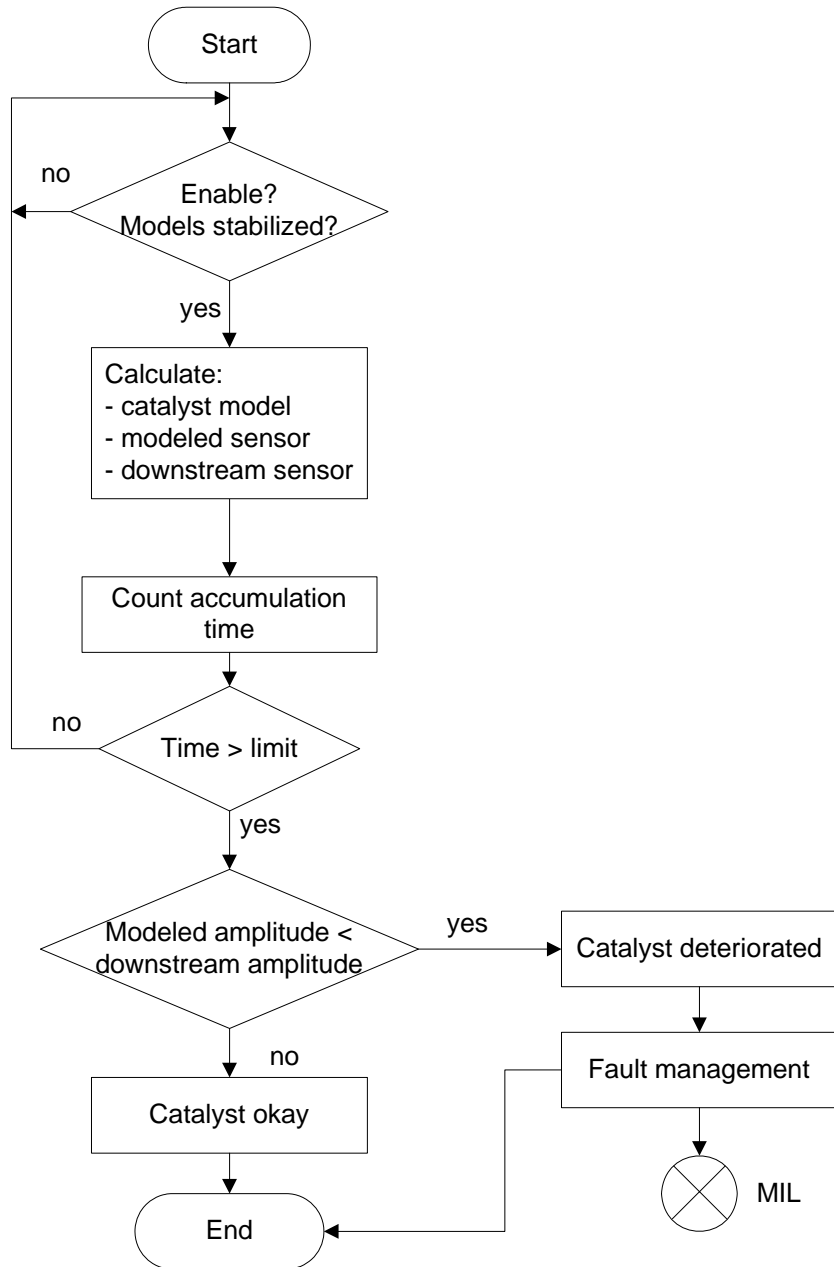 Start
no
Enable?
Models stabilized?
yes
Calculate:
- catalyst model
- modeled sensor
- downstream sensor
Count accumulation
time
no
Time > limit
yes
Modeled amplitude <
downstream amplitude
yes
Catalyst deteriorated
no
Fault management
Catalyst okay
MIL
End